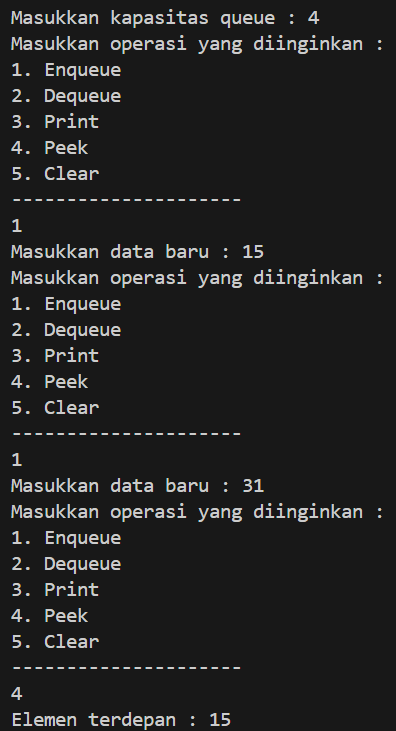 Masukkan kapasitas queue : 4
Masukkan operasi yang diinginkan :
1. Enqueue
2. Dequeue
3. Print
4. Peek
5. Clear
---------------------
1
Masukkan data baru : 15
Masukkan operasi yang diinginkan :
1. Enqueue
2. Dequeue
3. Print
4. Peek
5. Clear
---------------------
1
Masukkan data baru : 31
Masukkan operasi yang diinginkan :
1. Enqueue
2. Dequeue
3. Print
4. Peek
5. Clear
---------------------
4
Elemen terdepan : 15